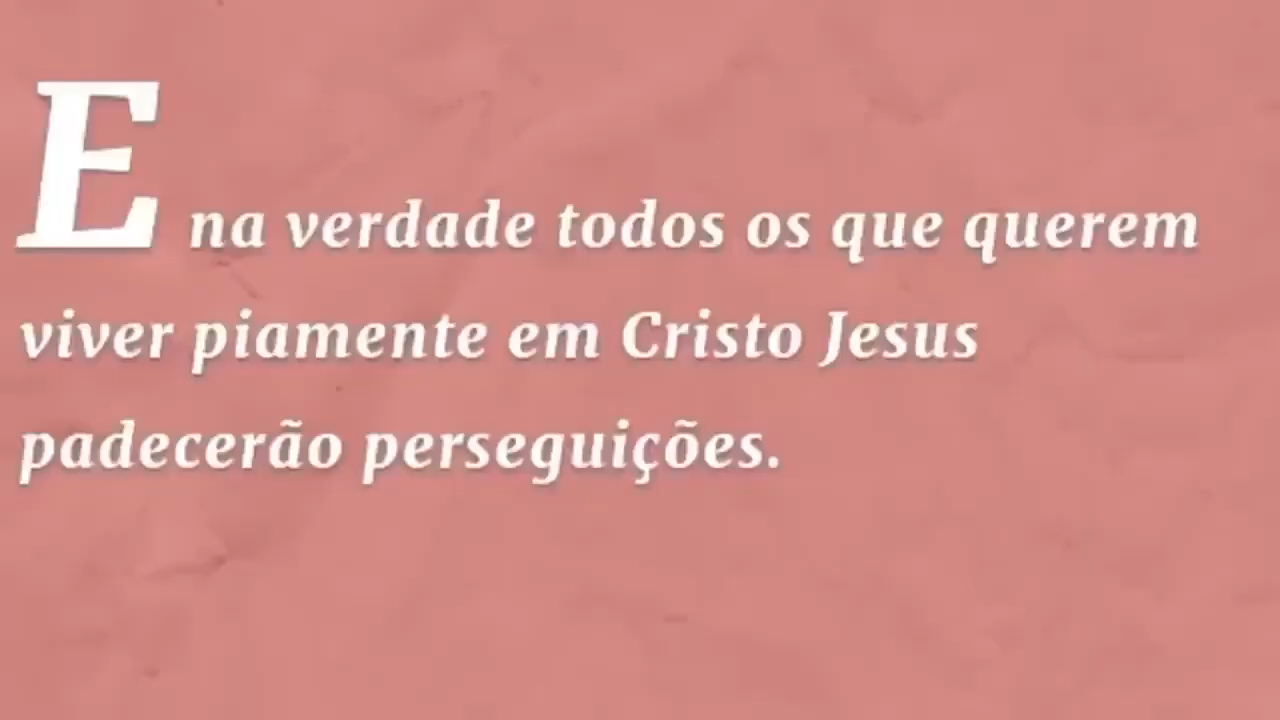 E na verdade todos os que querem
viver piamente em Cristo Jesus
padecerão perseguições.